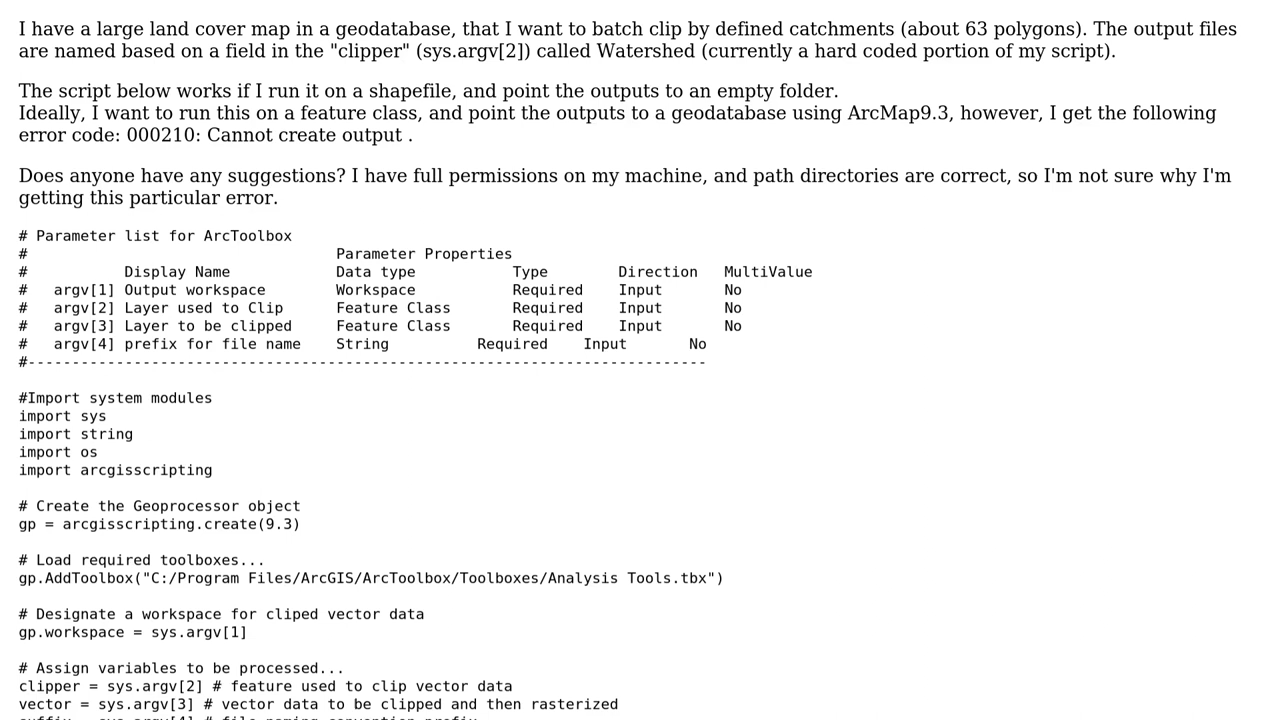 I have a large land cover map in a geodatabase, that I want to batch clip by defined catchments (about 63 polygons). The output files
are named based on a field in the "clipper" (sys.argv[2]) called Watershed (currently a hard coded portion of my script).
The script below works if I run it on a shapefile, and point the outputs to an empty folder.
Ideally, I want to run this on a feature class, and point the outputs to a geodatabase using ArcMap9.3, however, I get the following
error code: 000210: Cannot create output .
Does anyone have any suggestions? I have full permissions on my machine, and path directories are correct, so I'm not sure why I'm
getting this particular error.
# Parameter list for ArcToolbox
#                                   Parameter Properties
#           Display Name            Data type           Type        Direction   MultiValue
#   argv[1] Output workspace        Workspace           Required    Input       No
#   argv[2] Layer used to Clip      Feature Class       Required    Input       No
#   argv[3] Layer to be clipped     Feature Class       Required    Input       No
#   argv[4] prefix for file name    String          Required    Input       No
#-----------------------------------------------------------------------------
#Import system modules
import sys
import string
import os
import arcgisscripting
# Create the Geoprocessor object
gp = arcgisscripting.create(9.3)
# Load required toolboxes...
gp.AddToolbox("C:/Program Files/ArcGIS/ArcToolbox/Toolboxes/Analysis Tools.tbx")
# Designate a workspace for cliped vector data
gp.workspace = sys.argv[1]
# Assign variables to be processed...
clipper = sys.argv[2] # feature used to clip vector data
vector = sys.argv[3] # vector data to be clipped and then rasterized